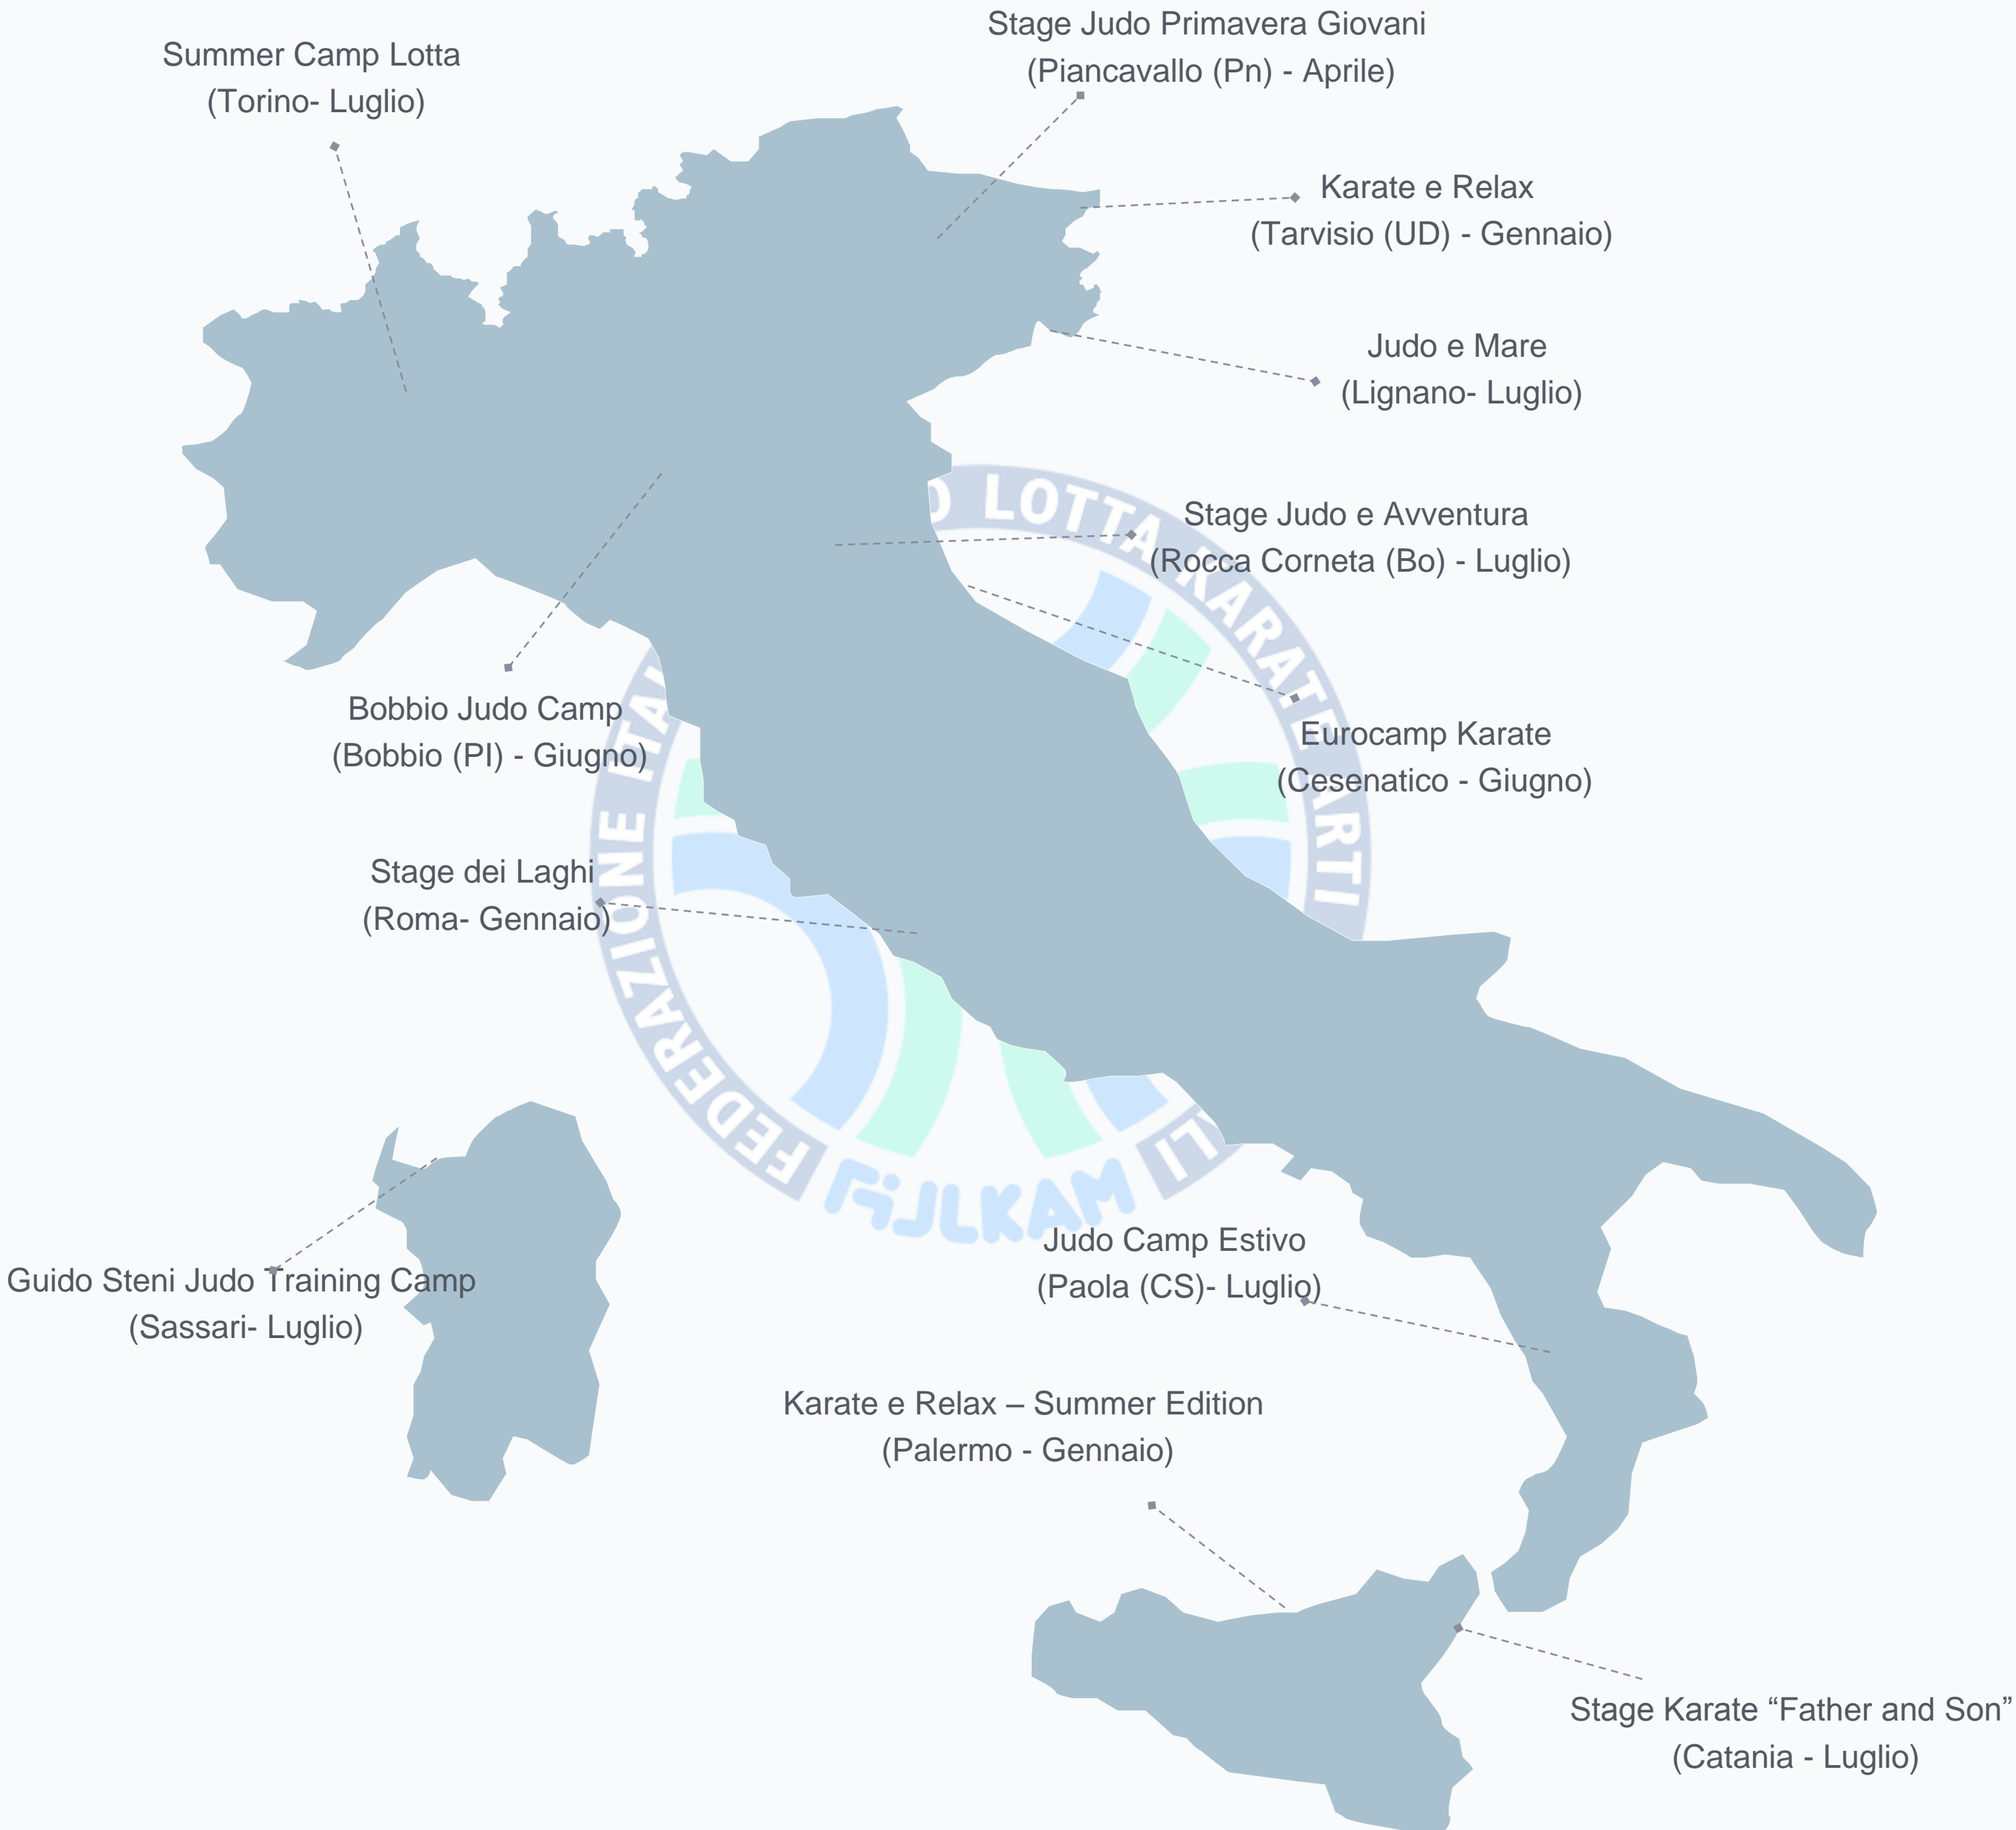 Stage Judo Primavera Giovani
(Piancavallo (Pn) - Aprile)
Summer Camp Lotta
(Torino- Luglio)
Karate e Relax
(Tarvisio (UD) - Gennaio)
Judo e Mare
(Lignano- Luglio)
Stage Judo e Avventura
(Rocca Corneta (Bo) - Luglio)
Bobbio Judo Camp
(Bobbio (PI) - Giugno)
Eurocamp Karate
(Cesenatico - Giugno)
Stage dei Laghi
(Roma- Gennaio)
FEDERAZIONE ITA
O LOTTA KARATE ARTI
LI
FIJLKAM
Guido Steni Judo Training Camp
(Sassari- Luglio)
Judo Camp Estivo
(Paola (CS)- Luglio)
Karate e Relax – Summer Edition
(Palermo - Gennaio)
Stage Karate “Father and Son”
(Catania - Luglio)